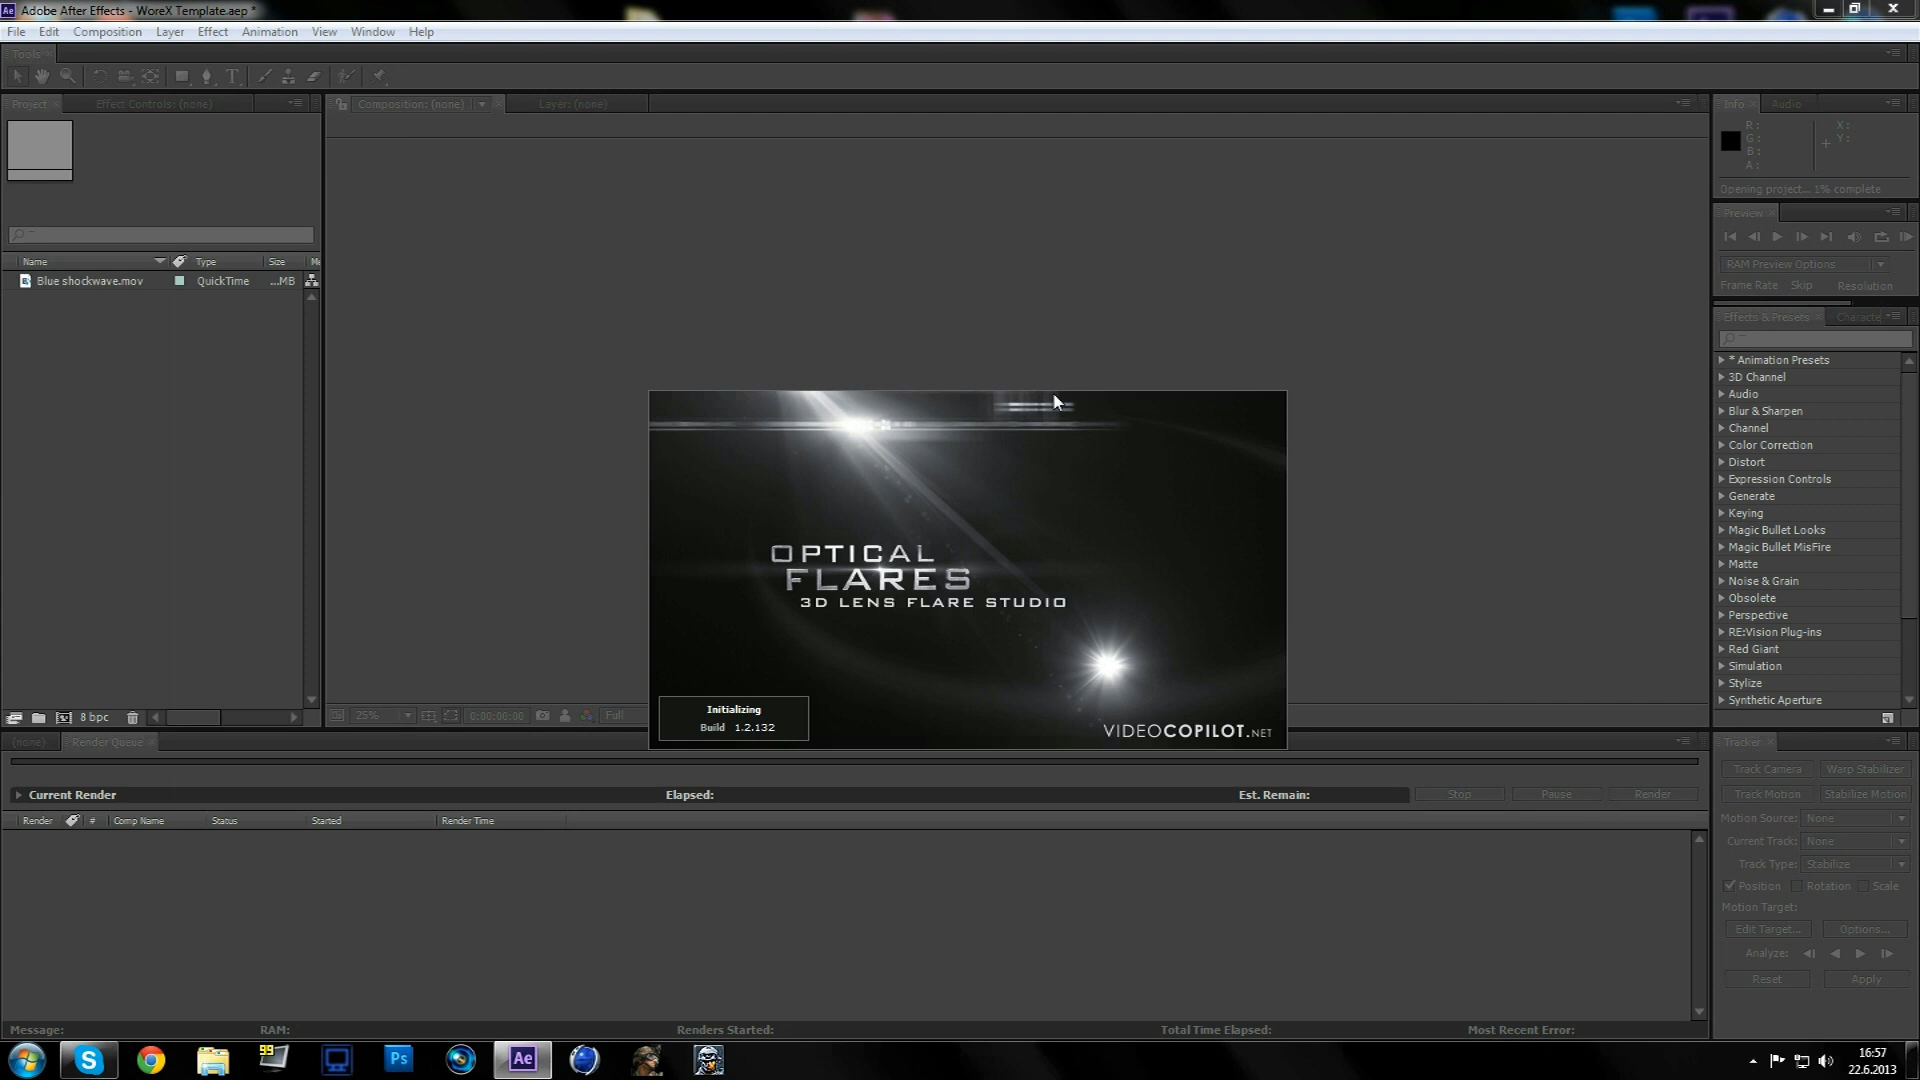 Adobe After Effects - WoreX Template.aep *
File Edit Composition Layer Effect Animation View Window Help
Tools
Project Effect Controls: (none) Composition: (none) Layer: (none) Info Audio
R: X:
G: Y:
B:
A:
Opening project... 1% complete
Preview
RAM Preview Options
Frame Rate Skip Resolution
Name Type Size
Blue shockwave.mov QuickTime ...MB
Effects & Presets Characte
* Animation Presets
3D Channel
Audio
Blur & Sharpen
Channel
Color Correction
Distort
Expression Controls
Generate
Keying
Magic Bullet Looks
Magic Bullet MisFire
Matte
Noise & Grain
Obsolete
Perspective
RE:Vision Plug-ins
Red Giant
Simulation
Stylize
Synthetic Aperture
OPTICAL
FLARES
3D LENS FLARE STUDIO
Initializing
Build 1.2.132
VIDEOCOPILOT.NET
8 bpc 25% 0:00:00:00 Full
(none) Render Queue
Current Render Elapsed: Est. Remain: Stop Pause Render
Render # Comp Name Status Started Render Time
Tracker
Track Camera Warp Stabilizer
Track Motion Stabilize Motion
Motion Source: None
Current Track: None
Track Type: Stabilize
Position Rotation Scale
Motion Target:
Edit Target... Options...
Analyze:
Reset Apply
Message: RAM: Renders Started: Total Time Elapsed: Most Recent Error:
99 Ps Ae
16:57
22.6.2013